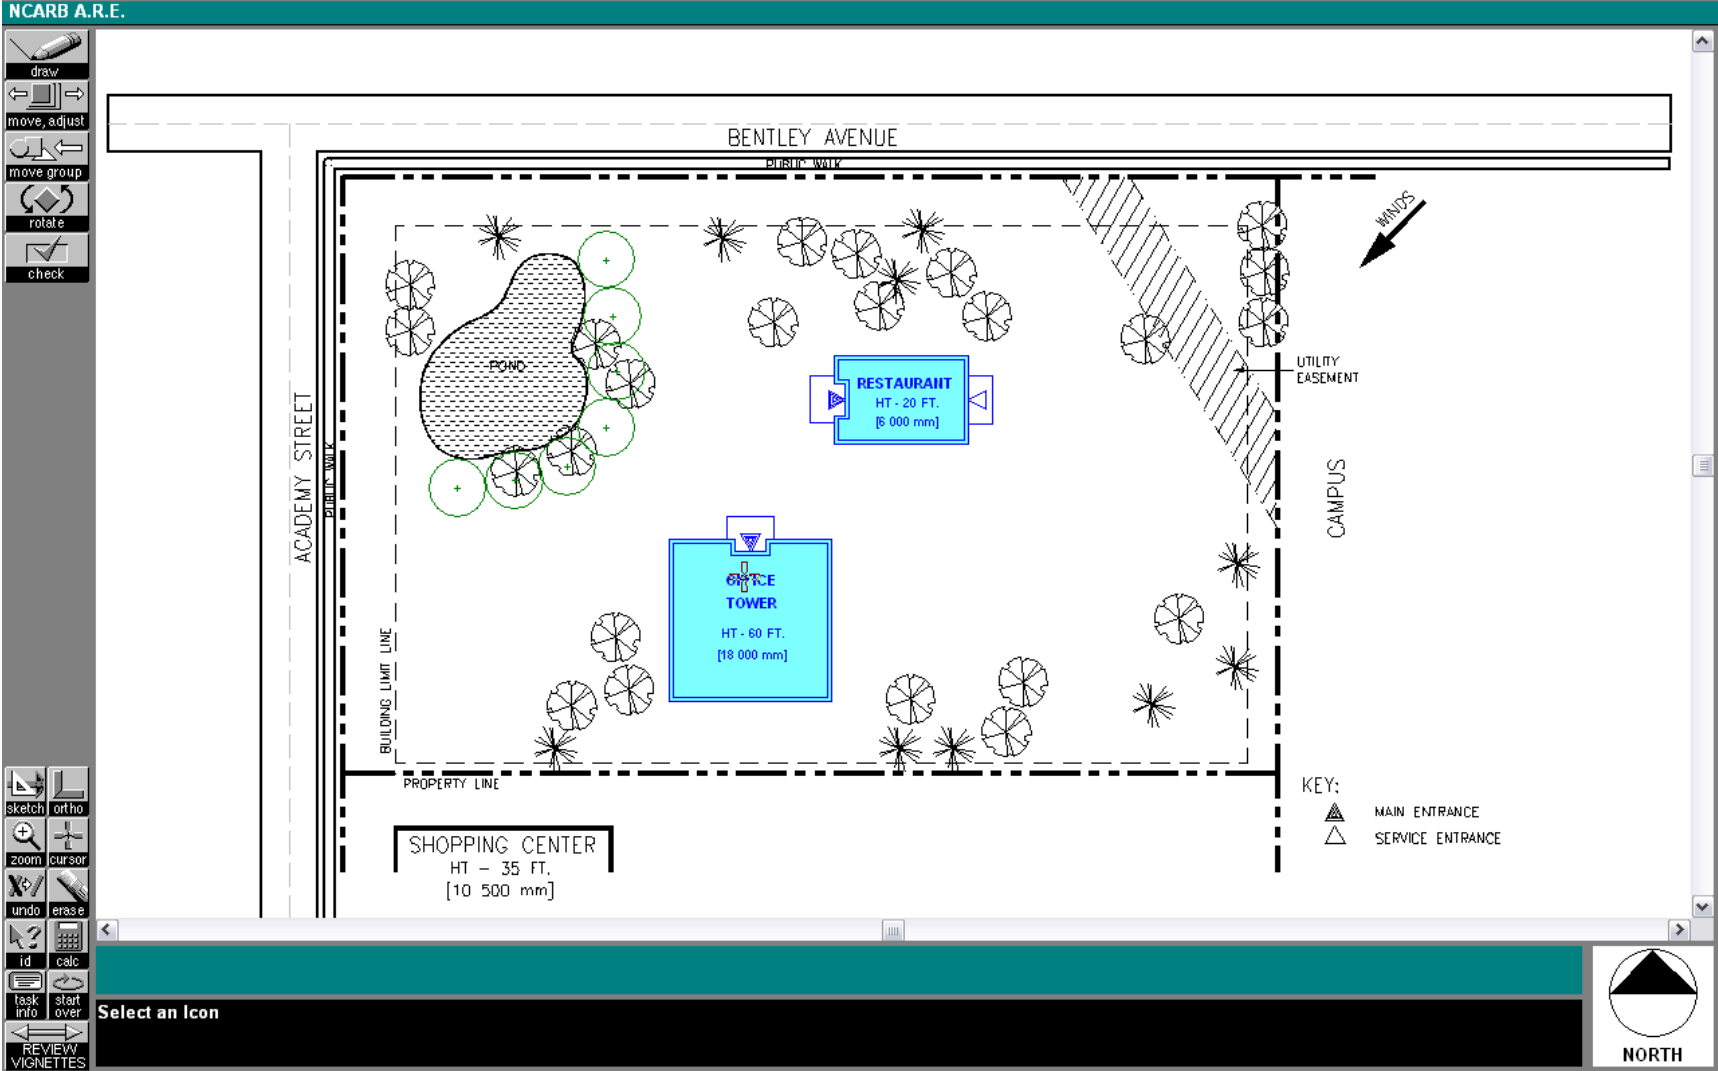 NCARB A.R.E.
draw
move, adjust
move group
rotate
check
BENTLEY AVENUE
PUBLIC WALK
WINDS
POND
RESTAURANT
HT - 20 FT.
[6 000 mm]
UTILITY
EASEMENT
ACADEMY STREET
PUBLIC WALK
CAMPUS
OFFICE
TOWER
HT - 60 FT.
[18 000 mm]
BUILDING LIMIT LINE
PROPERTY LINE
KEY:
MAIN ENTRANCE
SERVICE ENTRANCE
SHOPPING CENTER
HT – 35 FT.
[10 500 mm]
sketch
ortho
zoom
cursor
undo
erase
id
calc
task
info
start
over
REVIEW
VIGNETTES
Select an Icon
NORTH